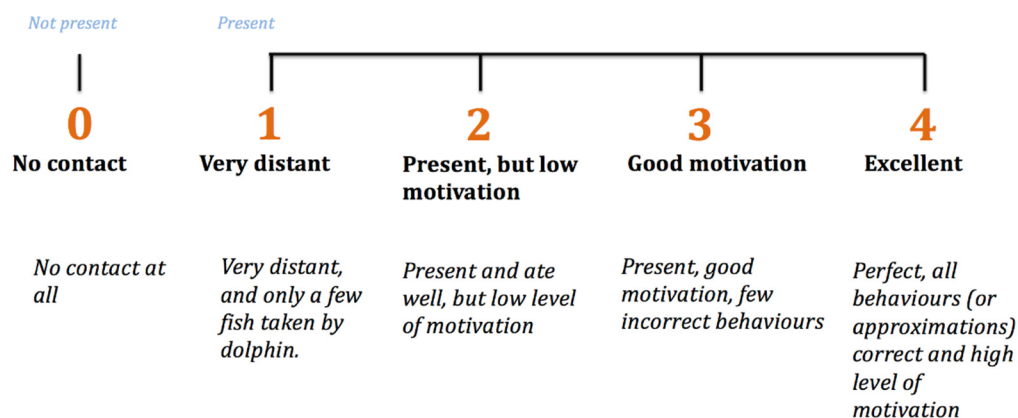 Not present
Present
0
1
2
3
4
No contact
Very distant
Present, but low
motivation
Good motivation
Excellent
No contact at
all
Very distant,
and only a few
fish taken by
dolphin.
Present and ate
well, but low level
of motivation
Present, good
motivation, few
incorrect behaviours
Perfect, all
behaviours (or
approximations)
correct and high
level of
motivation